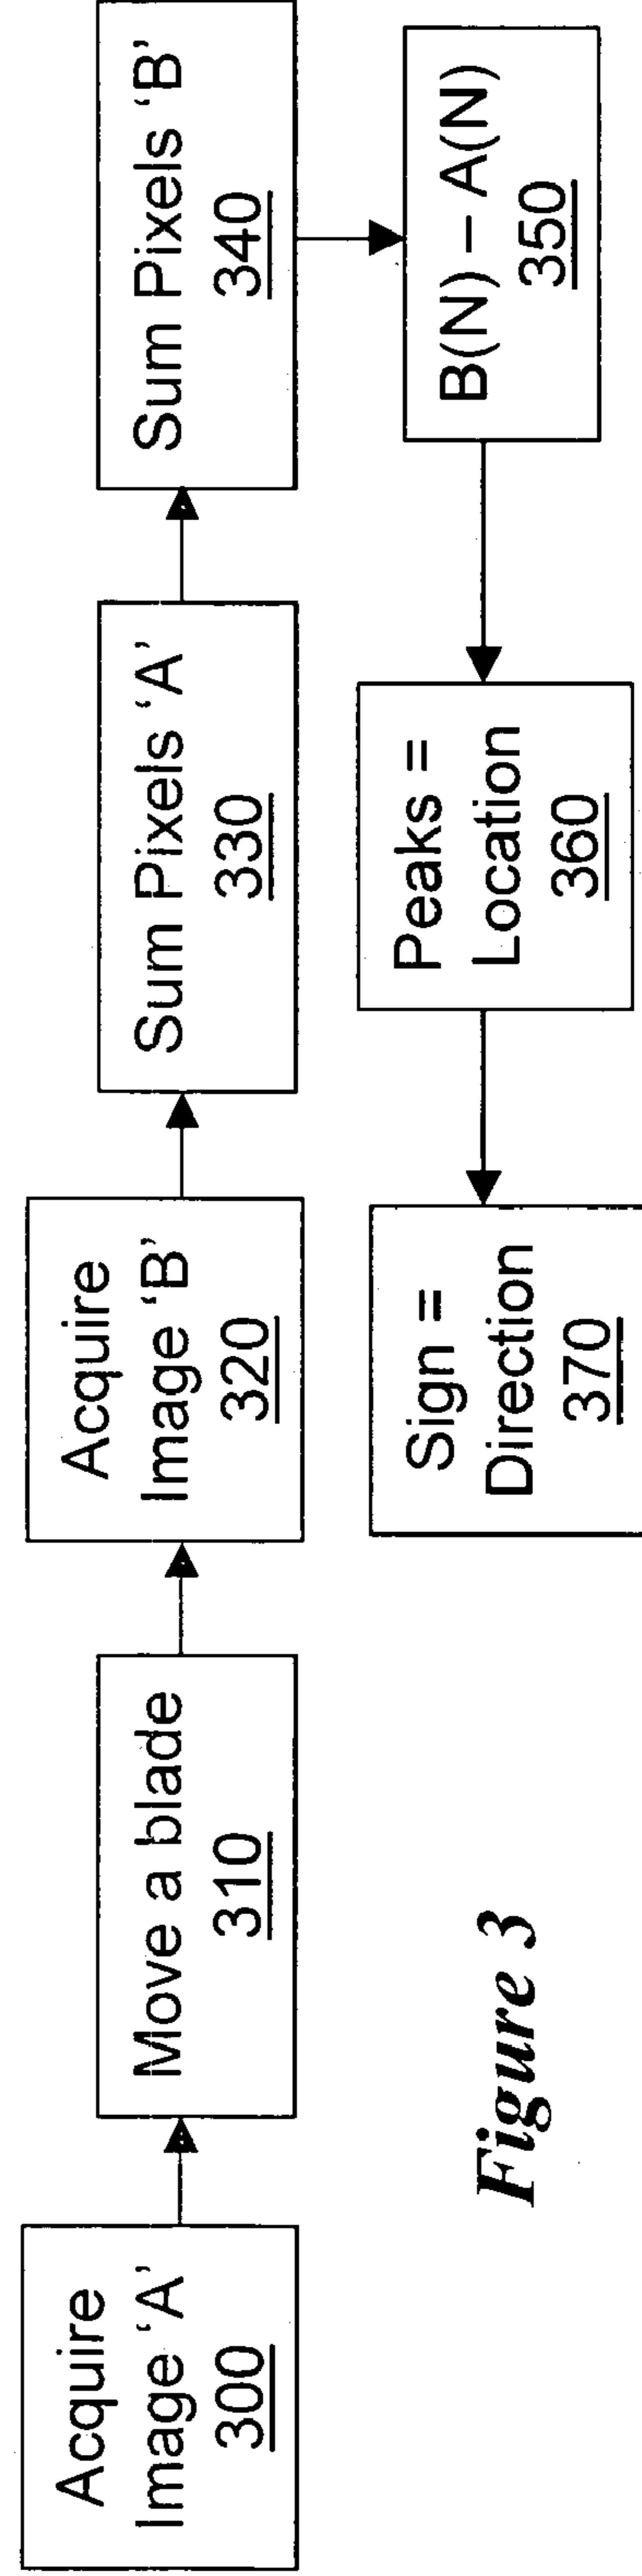 Acquire
Image 'A'
300
Move a blade
310
Acquire
Image 'B'
320
Sum Pixels 'A'
330
Sum Pixels 'B'
340
B(N) – A(N)
350
Peaks =
Location
360
Sign =
Direction
370
Figure 3